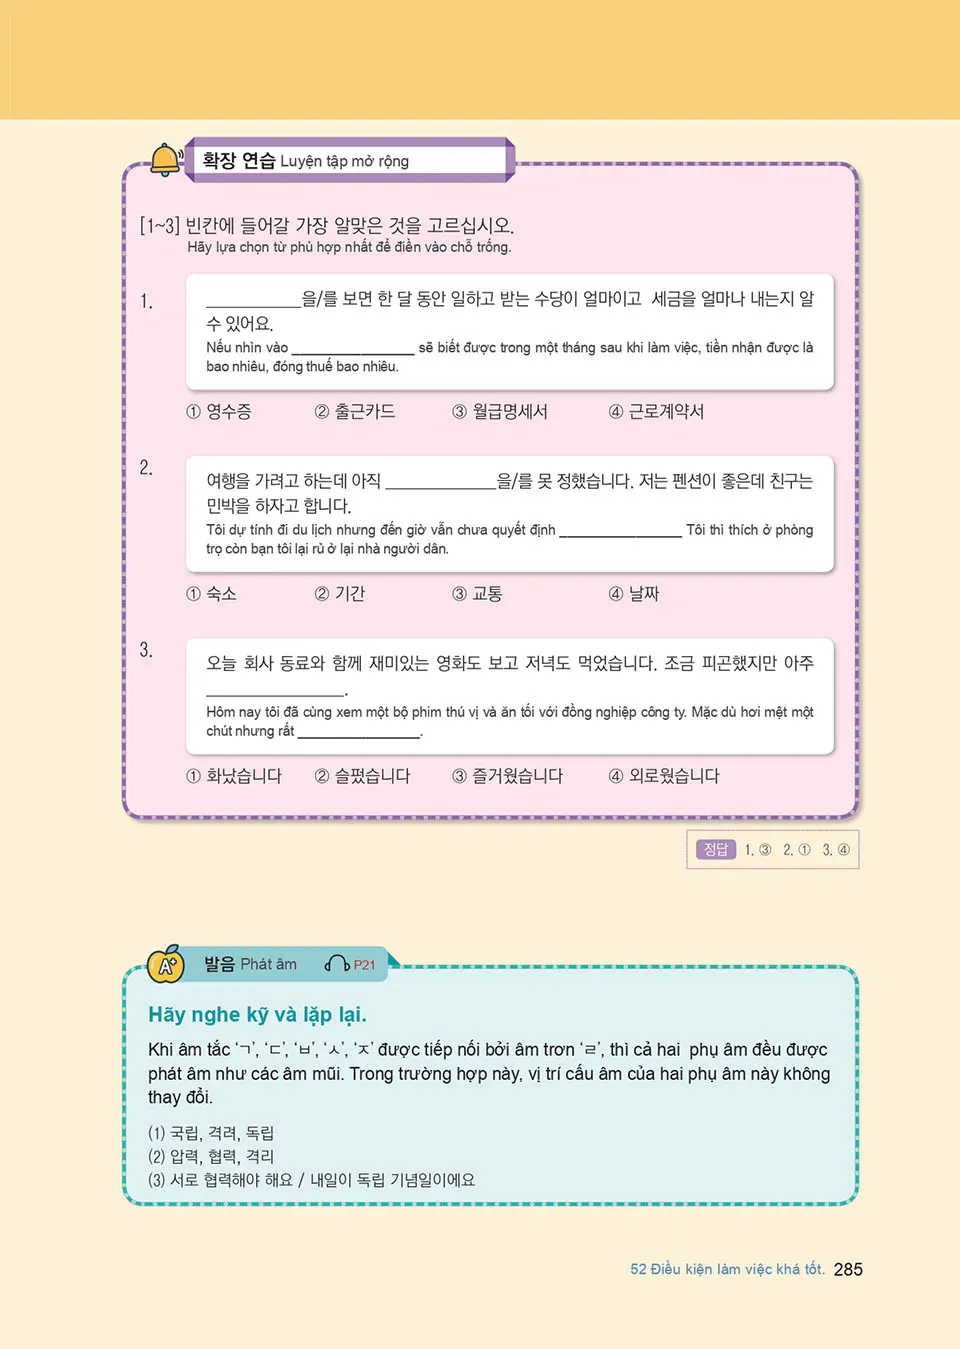 확장 연습 Luyện tập mở rộng
[1~3] 빈칸에 들어갈 가장 알맞은 것을 고르십시오.
Hãy lựa chọn từ phù hợp nhất để điền vào chỗ trống.
1. ____________을/를 보면 한 달 동안 일하고 받는 수당이 얼마이고 세금을 얼마나 내는지 알
수 있어요.
Nếu nhìn vào ________________ sẽ biết được trong một tháng sau khi làm việc, tiền nhận được là
bao nhiêu, đóng thuế bao nhiêu.
① 영수증 ② 출근카드 ③ 월급명세서 ④ 근로계약서
2. 여행을 가려고 하는데 아직 ____________을/를 못 정했습니다. 저는 펜션이 좋은데 친구는
민박을 하자고 합니다.
Tôi dự tính đi du lịch nhưng đến giờ vẫn chưa quyết định ________________ Tôi thì thích ở phòng
trọ còn bạn tôi lại rủ ở lại nhà người dân.
① 숙소 ② 기간 ③ 교통 ④ 날짜
3. 오늘 회사 동료와 함께 재미있는 영화도 보고 저녁도 먹었습니다. 조금 피곤했지만 아주
________________.
Hôm nay tôi đã cùng xem một bộ phim thú vị và ăn tối với đồng nghiệp công ty. Mặc dù hơi mệt một
chút nhưng rất ________________.
① 화났습니다 ② 슬펐습니다 ③ 즐거웠습니다 ④ 외로웠습니다
정답 1. ③ 2. ① 3. ④
A+ 발음 Phát âm P21
Hãy nghe kỹ và lặp lại.
Khi âm tắc ‘ㄱ’, ‘ㄷ’, ‘ㅂ’, ‘ㅅ’, ‘ㅈ’ được tiếp nối bởi âm trơn ‘ㄹ’, thì cả hai phụ âm đều được
phát âm như các âm mũi. Trong trường hợp này, vị trí cấu âm của hai phụ âm này không
thay đổi.
(1) 국립, 격려, 독립
(2) 압력, 협력, 격리
(3) 서로 협력해야 해요 / 내일이 독립 기념일이에요
52 Điều kiện làm việc khá tốt. 285